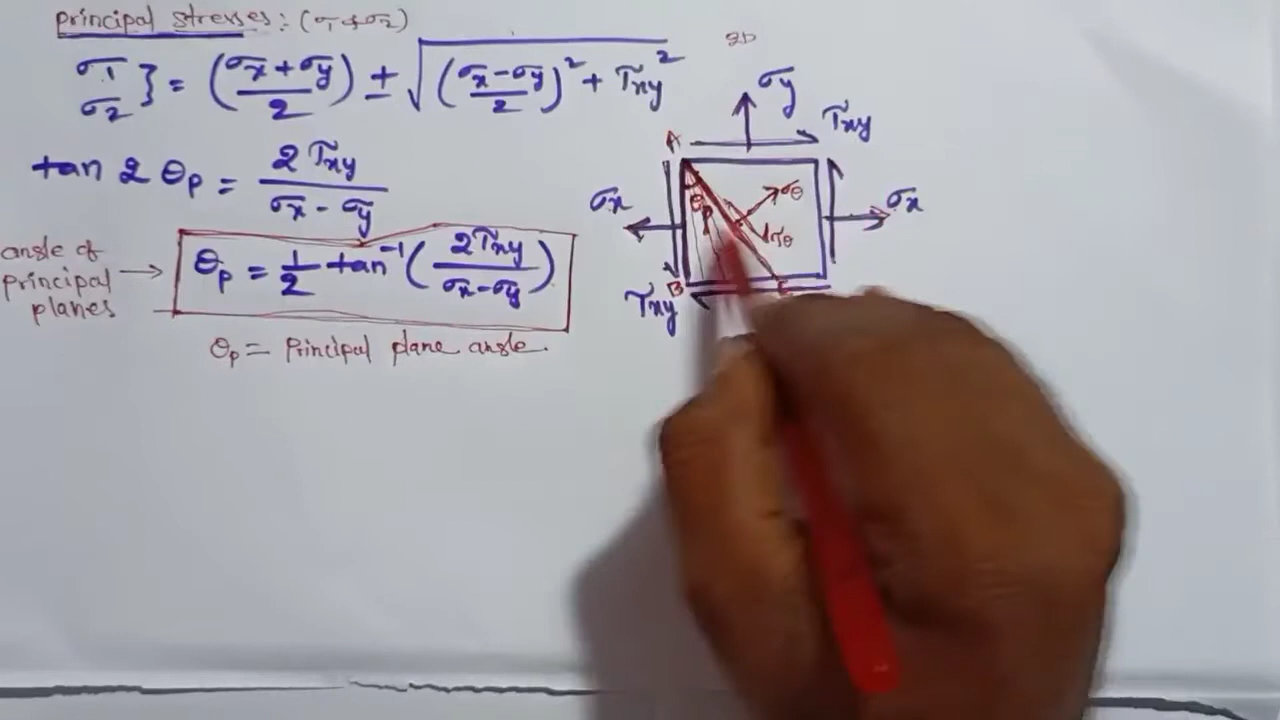 principal stresses: (σ1 & σ2)
σ1
σ2 } = (σx+σy / 2) ± √((σx-σy / 2)² + τxy²)
tan 2θp = 2τxy / σx - σy
angle of
principal
planes
θp = 1/2 tan⁻¹(2τxy / σx-σy)
θp = Principal plane angle.
2D
σy
τxy
A
σx
σx
θp
σθ
τθ
τxy
B